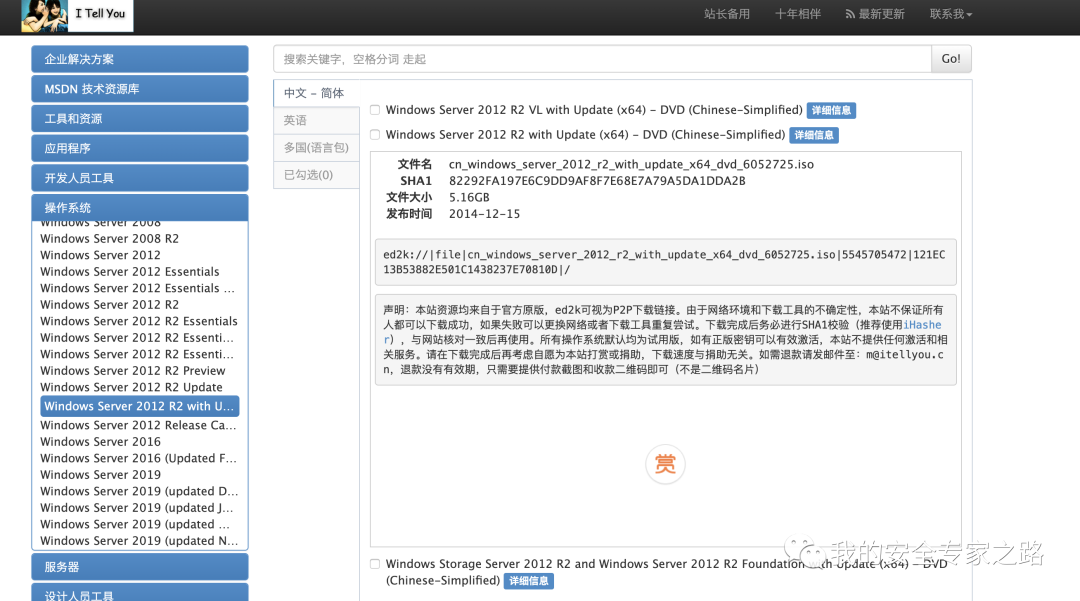 I Tell You
站长备用
十年相伴
最新更新
联系我
企业解决方案
MSDN 技术资源库
工具和资源
应用程序
开发人员工具
操作系统
Windows Server 2008
Windows Server 2008 R2
Windows Server 2012
Windows Server 2012 Essentials
Windows Server 2012 Essentials ...
Windows Server 2012 R2
Windows Server 2012 R2 Essentials
Windows Server 2012 R2 Essenti...
Windows Server 2012 R2 Essenti...
Windows Server 2012 R2 Preview
Windows Server 2012 R2 Update
Windows Server 2012 R2 with U...
Windows Server 2012 Release Ca...
Windows Server 2016
Windows Server 2016 (Updated F...
Windows Server 2019
Windows Server 2019 (updated D...
Windows Server 2019 (updated J...
Windows Server 2019 (updated ...
Windows Server 2019 (updated N...
服务器
设计人员工具
搜索关键字，空格分词 走起
Go!
中文 – 简体
英语
多国(语言包)
已勾选(0)
Windows Server 2012 R2 VL with Update (x64) – DVD (Chinese–Simplified) 详细信息
Windows Server 2012 R2 with Update (x64) – DVD (Chinese–Simplified) 详细信息
文件名 cn_windows_server_2012_r2_with_update_x64_dvd_6052725.iso
SHA1 82292FA197E6C9DD9AF8F7E68E7A79A5DA1DDA2B
文件大小 5.16GB
发布时间 2014-12-15
ed2k://|file|cn_windows_server_2012_r2_with_update_x64_dvd_6052725.iso|5545705472|121EC
13B53882E501C1438237E70810D|/
声明：本站资源均来自于官方原版，ed2k可视为P2P下载链接。由于网络环境和下载工具的不确定性，本站不保证所有
人都可以下载成功，如果失败可以更换网络或者下载工具重复尝试。下载完成后务必进行SHA1校验（推荐使用iHashe
r），与网站核对一致后再使用。所有操作系统默认均为试用版，如有正版密钥可以有效激活，本站不提供任何激活和相
关服务。请在下载完成后再考虑自愿为本站打赏或捐助，下载速度与捐助无关。如需退款请发邮件至：m@itellyou.c
n，退款没有有效期，只需要提供付款截图和收款二维码即可（不是二维码名片）
赏
Windows Storage Server 2012 R2 and Windows Server 2012 R2 Foundation with Update (x64) – DVD
(Chinese–Simplified) 详细信息
我的安全专家之路